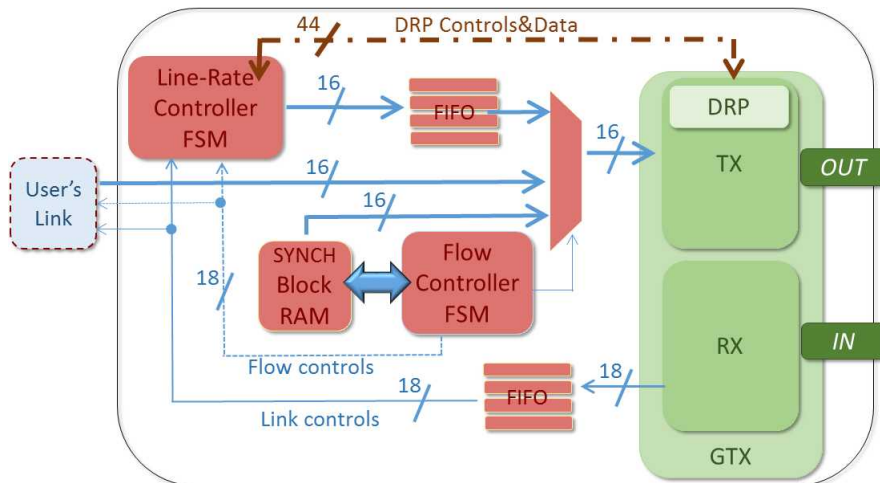 44
DRP Controls&Data
Line-Rate
Controller
FSM
16
FIFO
DRP
TX
16
OUT
User's
Link
16
16
SYNCH
Block
RAM
Flow
Controller
FSM
18
RX
IN
Flow controls
18
FIFO
18
Link controls
GTX